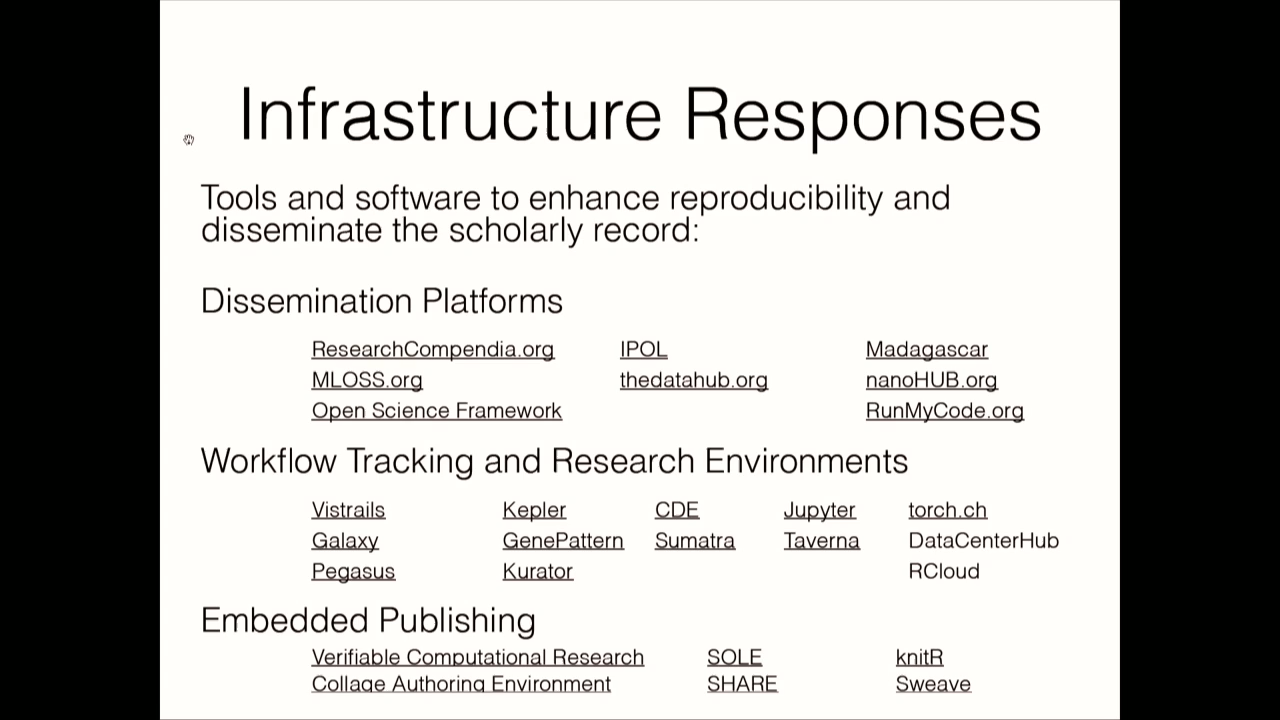 Infrastructure Responses
Tools and software to enhance reproducibility and
disseminate the scholarly record:
Dissemination Platforms
ResearchCompendia.org IPOL Madagascar
MLOSS.org thedatahub.org nanoHUB.org
Open Science Framework RunMyCode.org
Workflow Tracking and Research Environments
Vistrails Kepler CDE Jupyter torch.ch
Galaxy GenePattern Sumatra Taverna DataCenterHub
Pegasus Kurator RCloud
Embedded Publishing
Verifiable Computational Research SOLE knitR
Collage Authoring Environment SHARE Sweave